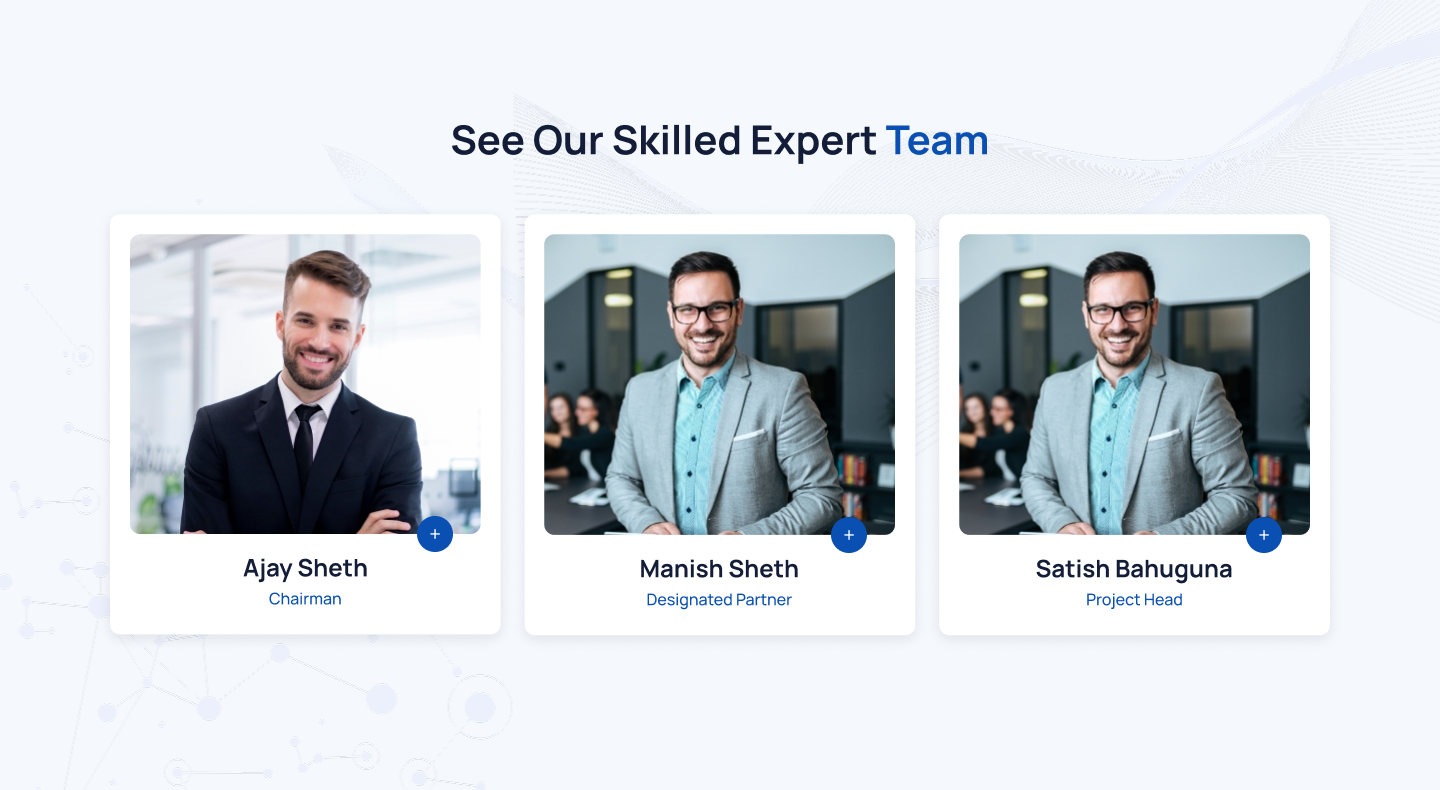 See Our Skilled Expert Team
Ajay Sheth
Chairman
Manish Sheth
Designated Partner
Satish Bahuguna
Project Head